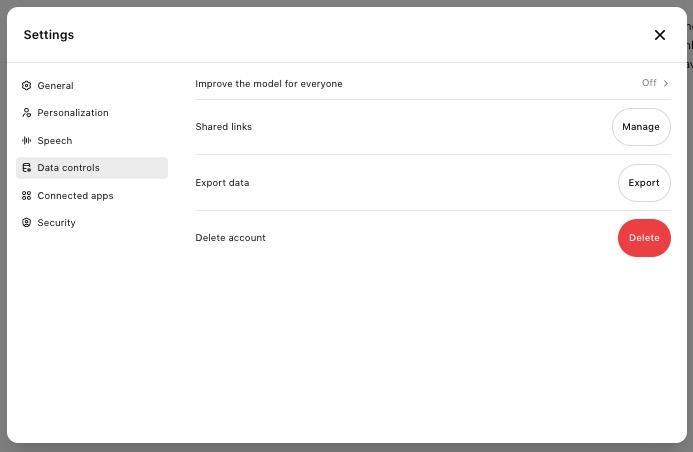 Settings
General
Personalization
Speech
Data controls
Connected apps
Security
Improve the model for everyone Off
Shared links Manage
Export data Export
Delete account Delete